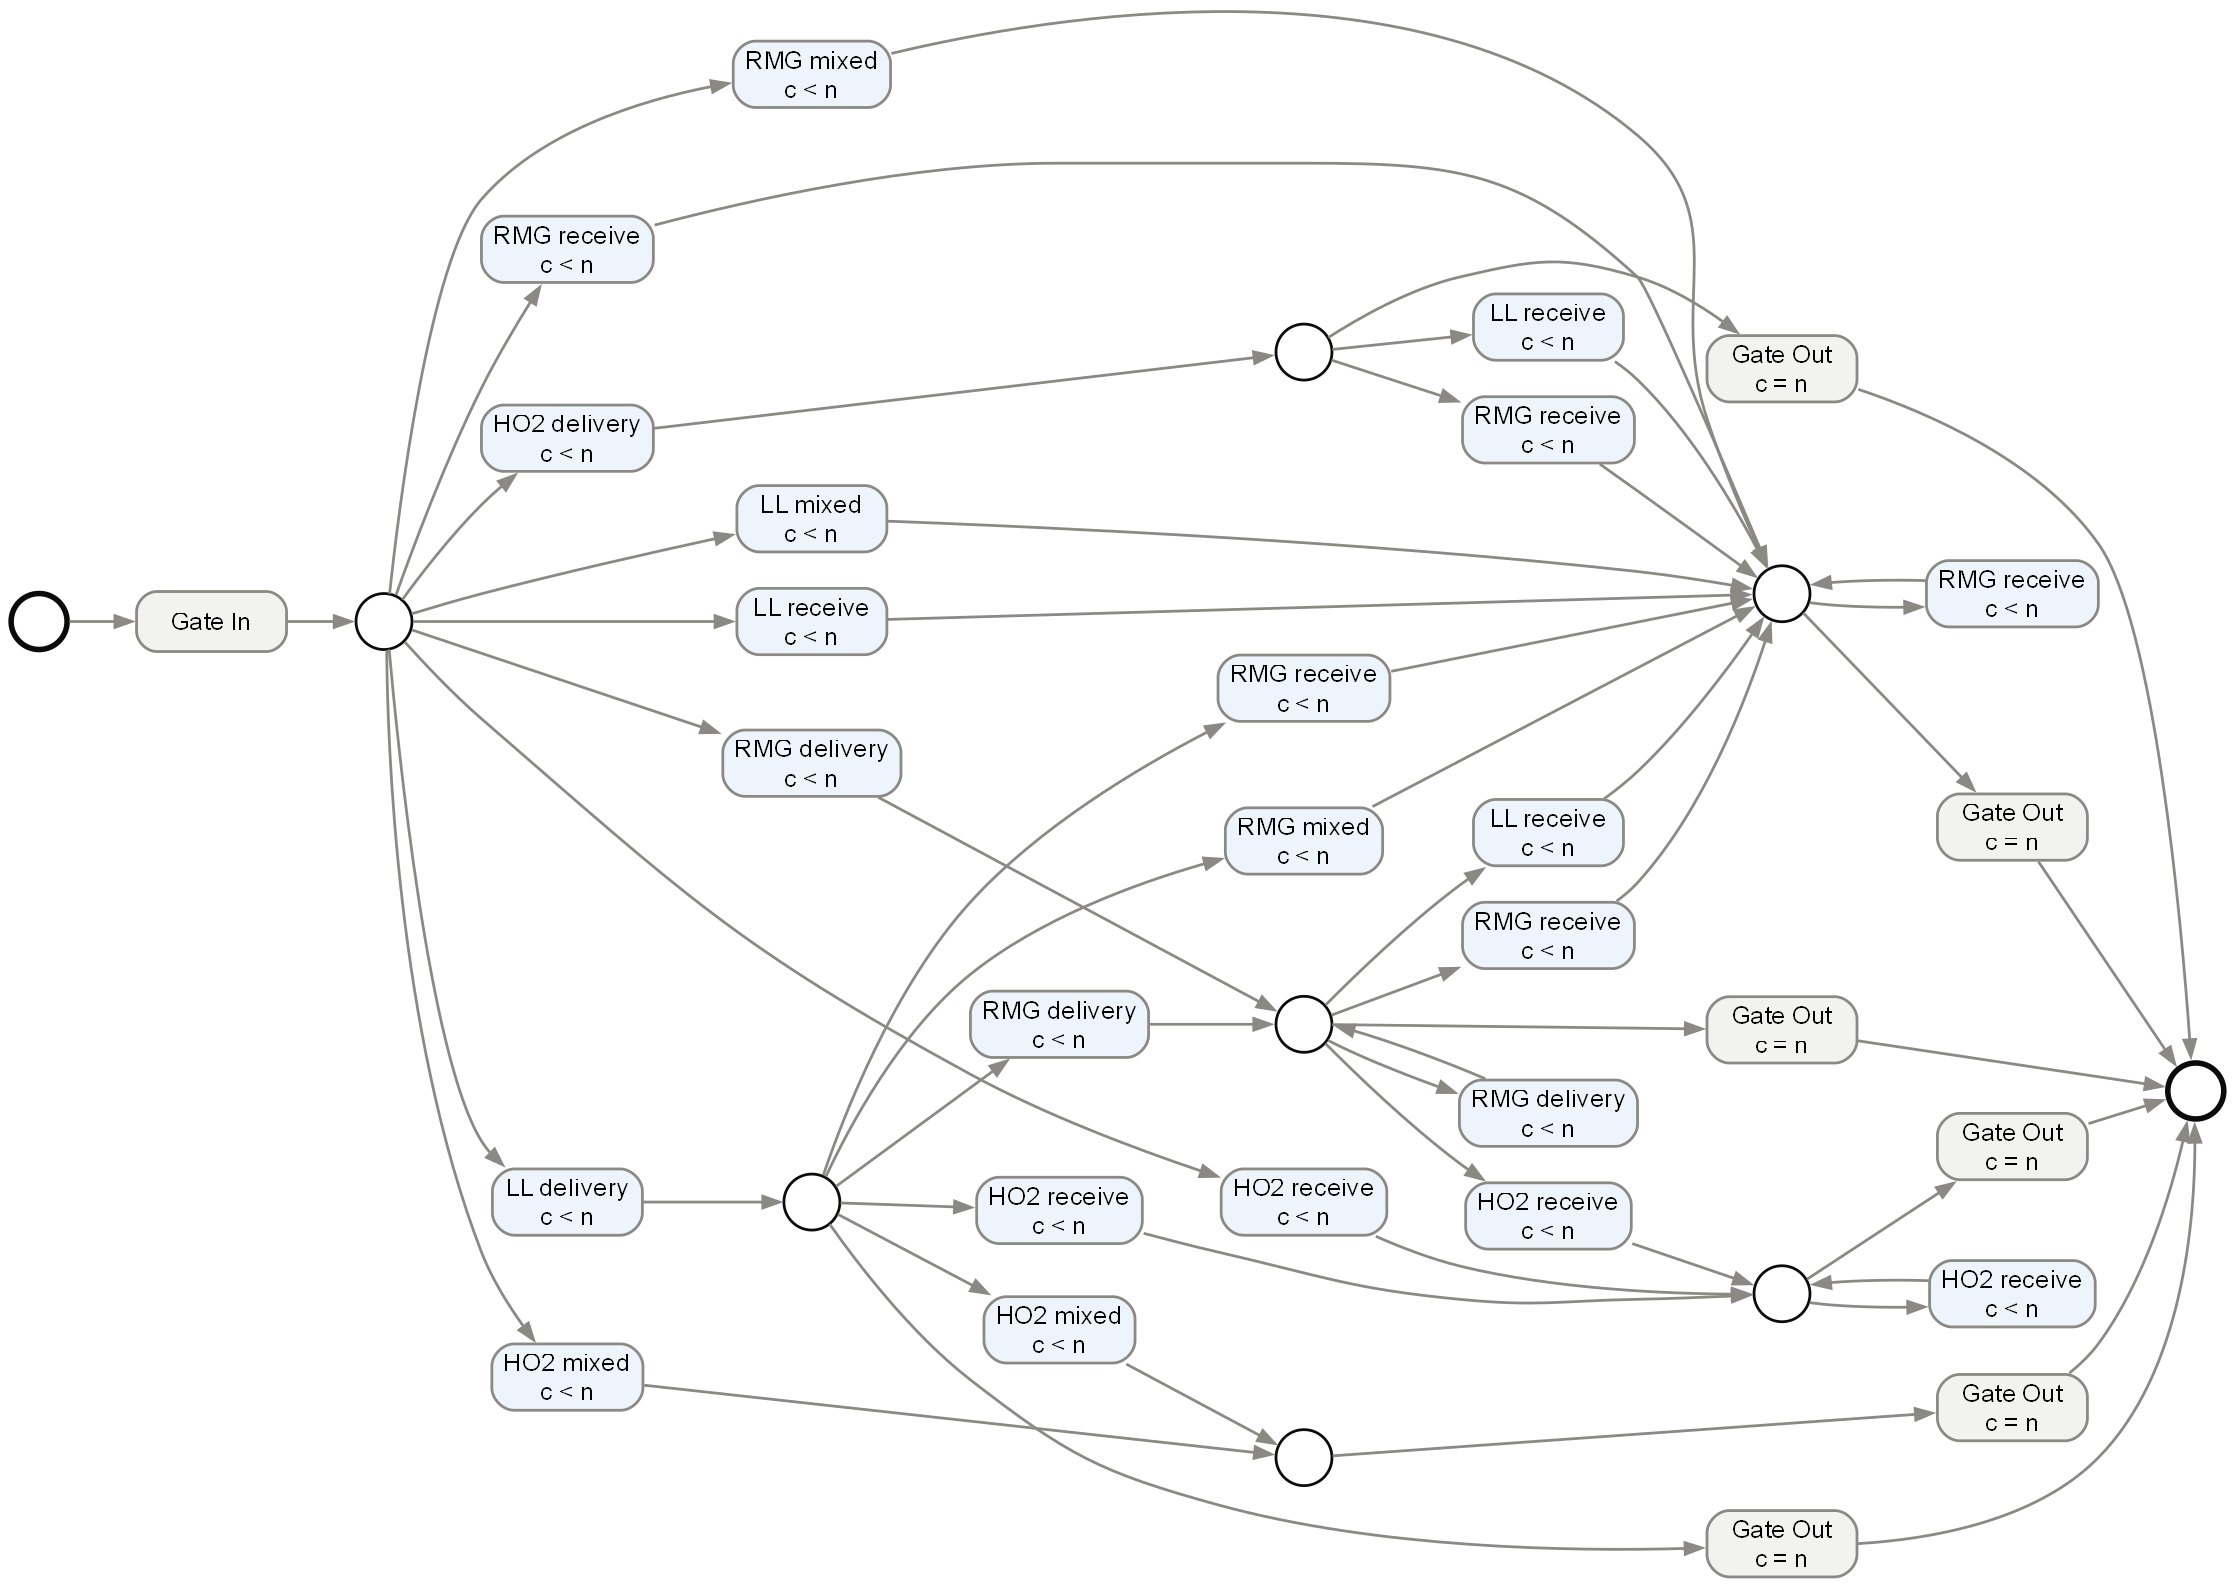 RMG mixed
c < n
RMG receive
c < n
LL receive
c < n
Gate Out
c = n
HO2 delivery
c < n
RMG receive
c < n
LL mixed
c < n
RMG receive
c < n
Gate In
LL receive
c < n
RMG receive
c < n
RMG delivery
c < n
Gate Out
c = n
RMG mixed
c < n
LL receive
c < n
RMG receive
c < n
RMG delivery
c < n
Gate Out
c = n
RMG delivery
c < n
Gate Out
c = n
LL delivery
c < n
HO2 receive
c < n
HO2 receive
c < n
HO2 receive
c < n
HO2 receive
c < n
HO2 mixed
c < n
HO2 mixed
c < n
Gate Out
c = n
Gate Out
c = n